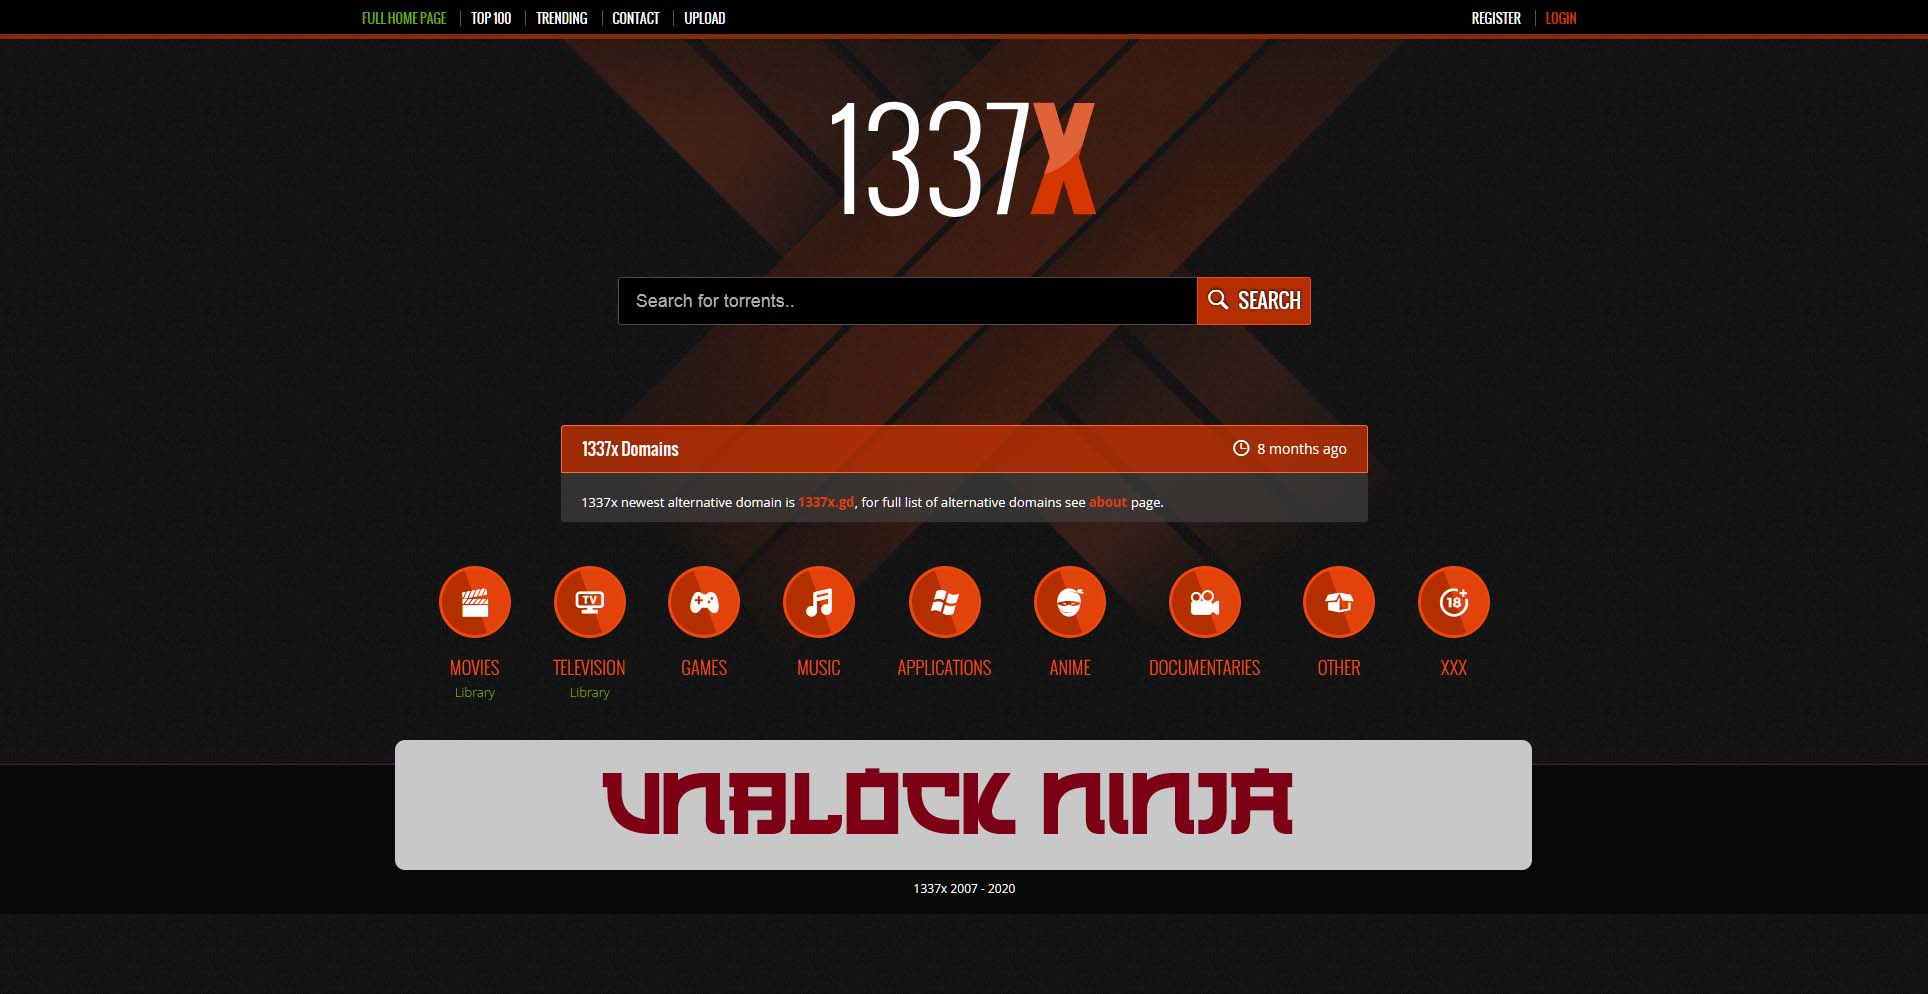 FULL HOME PAGE TOP 100 TRENDING CONTACT UPLOAD REGISTER LOGIN
1337X
Search for torrents.. SEARCH
1337x Domains 8 months ago
1337x newest alternative domain is 1337x.gd, for full list of alternative domains see about page.
TV 18+
MOVIES TELEVISION GAMES MUSIC APPLICATIONS ANIME DOCUMENTARIES OTHER XXX
Library Library
UNBLOCK NINJA
1337x 2007 - 2020